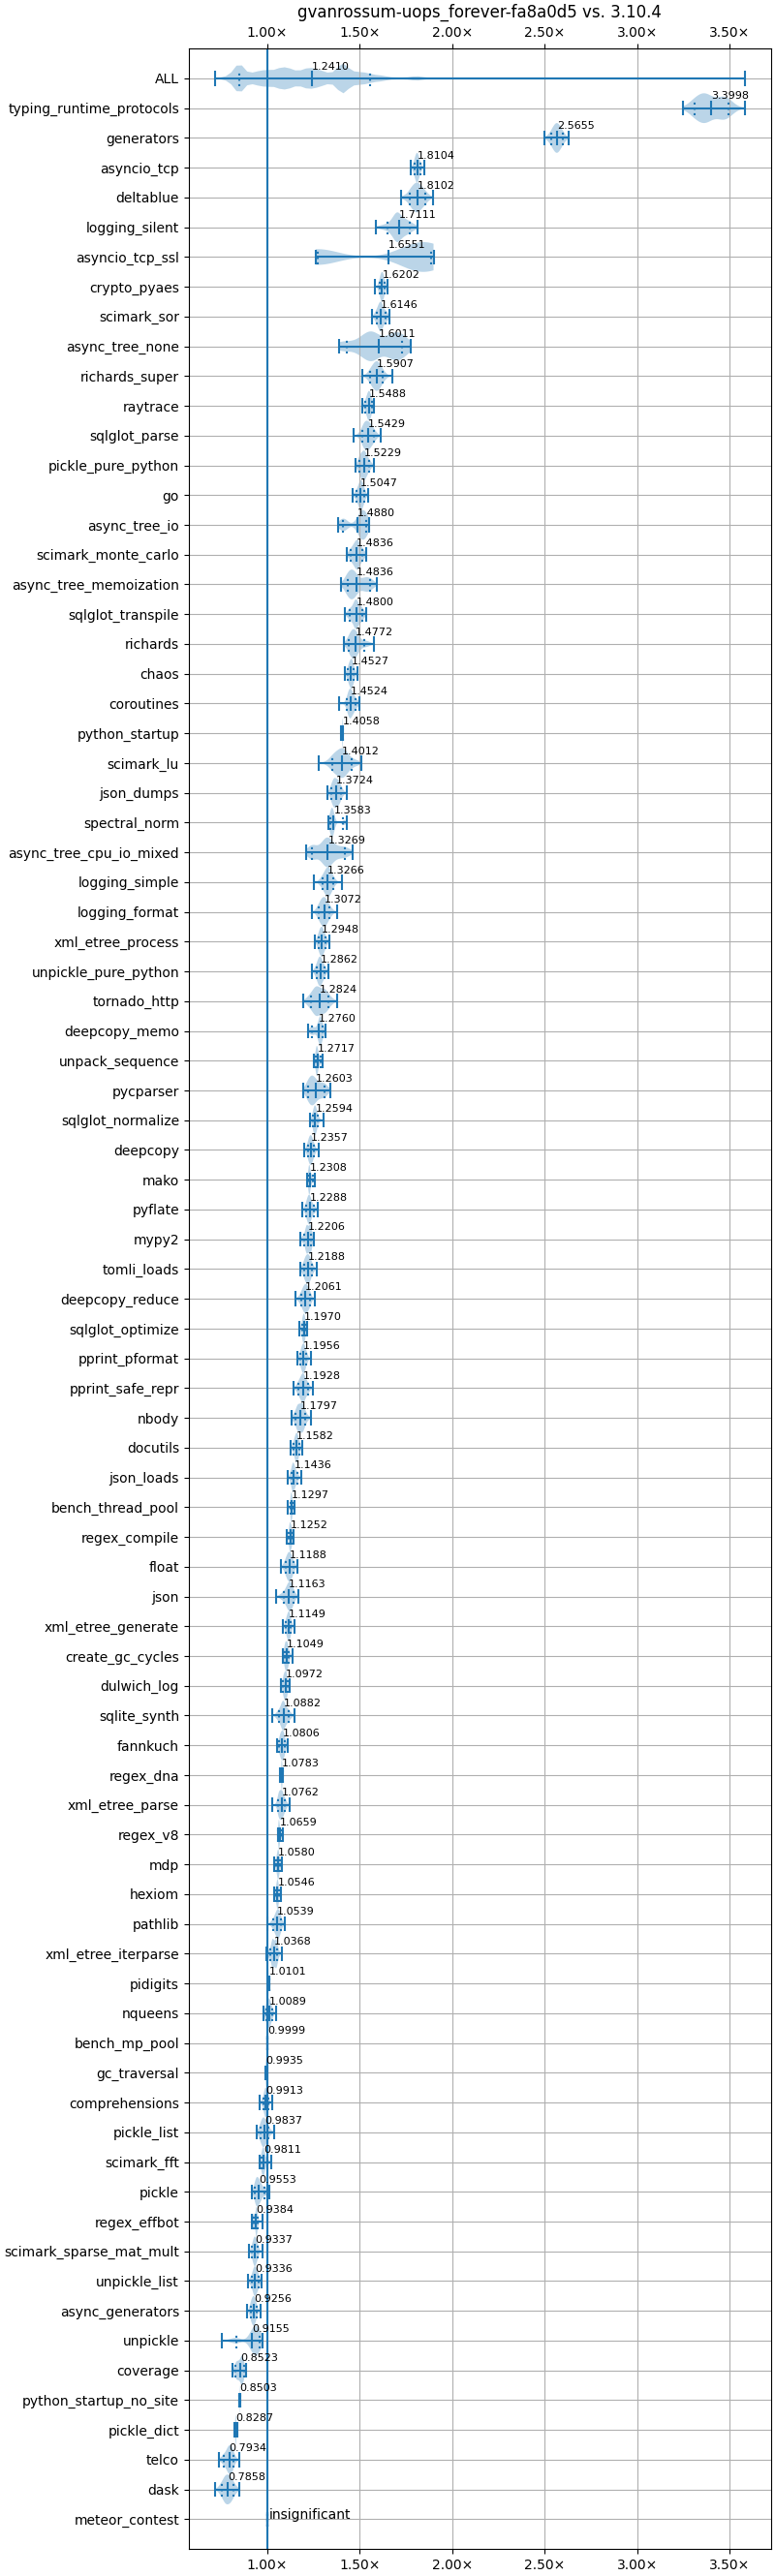 gvanrossum-uops_forever-fa8a0d5 vs. 3.10.4
1.00× 1.50× 2.00× 2.50× 3.00× 3.50×
ALL 1.2410
typing_runtime_protocols 3.3998
generators 2.5655
asyncio_tcp 1.8104
deltablue 1.8102
logging_silent 1.7111
asyncio_tcp_ssl 1.6551
crypto_pyaes 1.6202
scimark_sor 1.6146
async_tree_none 1.6011
richards_super 1.5907
raytrace 1.5488
sqlglot_parse 1.5429
pickle_pure_python 1.5229
go 1.5047
async_tree_io 1.4880
scimark_monte_carlo 1.4836
async_tree_memoization 1.4836
sqlglot_transpile 1.4800
richards 1.4772
chaos 1.4527
coroutines 1.4524
python_startup 1.4058
scimark_lu 1.4012
json_dumps 1.3724
spectral_norm 1.3583
async_tree_cpu_io_mixed 1.3269
logging_simple 1.3266
logging_format 1.3072
xml_etree_process 1.2948
unpickle_pure_python 1.2862
tornado_http 1.2824
deepcopy_memo 1.2760
unpack_sequence 1.2717
pycparser 1.2603
sqlglot_normalize 1.2594
deepcopy 1.2357
mako 1.2308
pyflate 1.2288
mypy2 1.2206
tomli_loads 1.2188
deepcopy_reduce 1.2061
sqlglot_optimize 1.1970
pprint_pformat 1.1956
pprint_safe_repr 1.1928
nbody 1.1797
docutils 1.1582
json_loads 1.1436
bench_thread_pool 1.1297
regex_compile 1.1252
float 1.1188
json 1.1163
xml_etree_generate 1.1149
create_gc_cycles 1.1049
dulwich_log 1.0972
sqlite_synth 1.0882
fannkuch 1.0806
regex_dna 1.0783
xml_etree_parse 1.0762
regex_v8 1.0659
mdp 1.0580
hexiom 1.0546
pathlib 1.0539
xml_etree_iterparse 1.0368
pidigits 1.0101
nqueens 1.0089
bench_mp_pool 0.9999
gc_traversal 0.9935
comprehensions 0.9913
pickle_list 0.9837
scimark_fft 0.9811
pickle 0.9553
regex_effbot 0.9384
scimark_sparse_mat_mult 0.9337
unpickle_list 0.9336
async_generators 0.9256
unpickle 0.9155
coverage 0.8523
python_startup_no_site 0.8503
pickle_dict 0.8287
telco 0.7934
dask 0.7858
meteor_contest insignificant
1.00× 1.50× 2.00× 2.50× 3.00× 3.50×